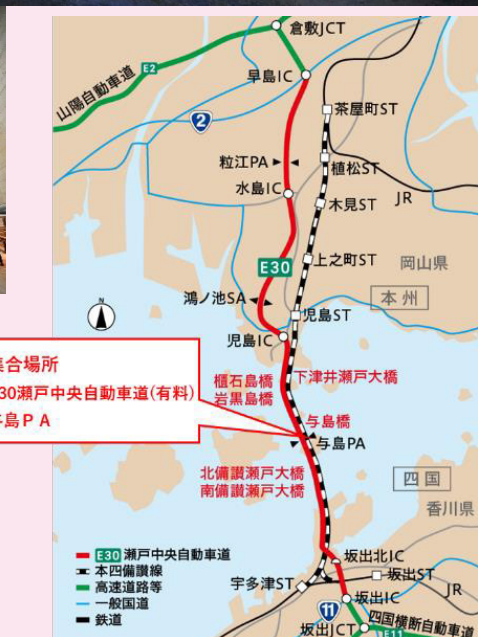 倉敷JCT
山陽自動車道
E2
早島IC
2
茶屋町ST
粒江PA
植松ST
水島IC
木見ST
JR
E30
上之町ST
岡山県
本州
鴻ノ池SA
児島ST
N
児島IC
集合場所
E30瀬戸中央自動車道(有料)
与島PA
櫃石島橋
岩黒島橋
下津井瀬戸大橋
与島橋
与島PA
北備讃瀬戸大橋
南備讃瀬戸大橋
四国
香川県
E30 瀬戸中央自動車道
本四備讃線
高速道路等
一般国道
鉄道
坂出北IC
宇多津ST
坂出ST
JR
坂出IC
11
四国横断自動車道
坂出JCT
E11